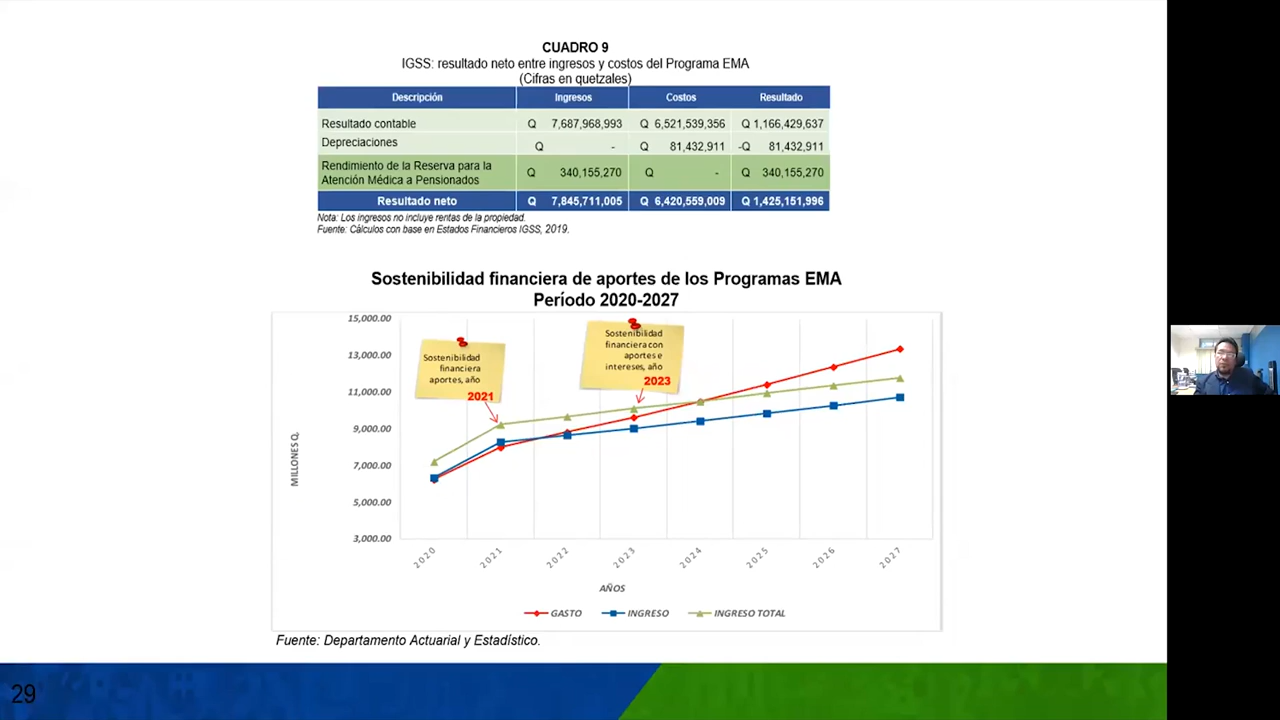 CUADRO 9
IGSS: resultado neto entre ingresos y costos del Programa EMA
(Cifras en quetzales)
Descripción Ingresos Costos Resultado
Resultado contable Q 7,687,968,993 Q 6,521,539,356 Q 1,166,429,637
Depreciaciones Q - Q 81,432,911 -Q 81,432,911
Rendimiento de la Reserva para la
Atención Médica a Pensionados Q 340,155,270 Q - Q 340,155,270
Resultado neto Q 7,845,711,005 Q 6,420,559,009 Q 1,425,151,996
Nota: Los ingresos no incluye rentas de la propiedad.
Fuente: Cálculos con base en Estados Financieros IGSS, 2019.
Sostenibilidad financiera de aportes de los Programas EMA
Período 2020-2027
15,000.00
13,000.00
11,000.00
9,000.00
7,000.00
5,000.00
3,000.00
MILLONES Q,
Sostenibilidad
financiera
aportes, año
2021
Sostenibilidad
financiera con
aportes e
intereses, año
2023
2020 2021 2022 2023 2024 2025 2026 2027
AÑOS
GASTO INGRESO INGRESO TOTAL
Fuente: Departamento Actuarial y Estadístico.
29